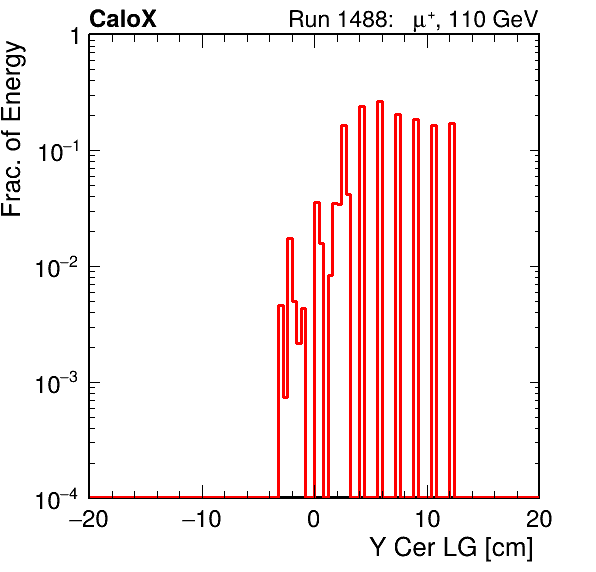 CaloX Run 1488: μ⁺, 110 GeV
Frac. of Energy
1
10⁻¹
10⁻²
10⁻³
10⁻⁴
−20 −10 0 10 20
Y Cer LG [cm]